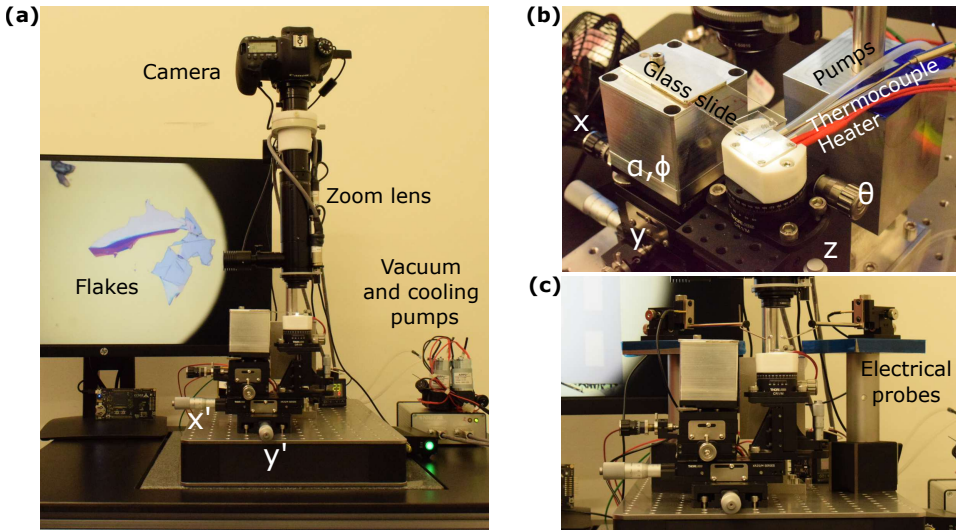 (a)
Camera
Zoom lens
Flakes
Vacuum
and cooling
pumps
x'
y'
(b)
Glass slide
Pumps
Thermocouple
Heater
x
α,ϕ
θ
y
z
(c)
Electrical
probes